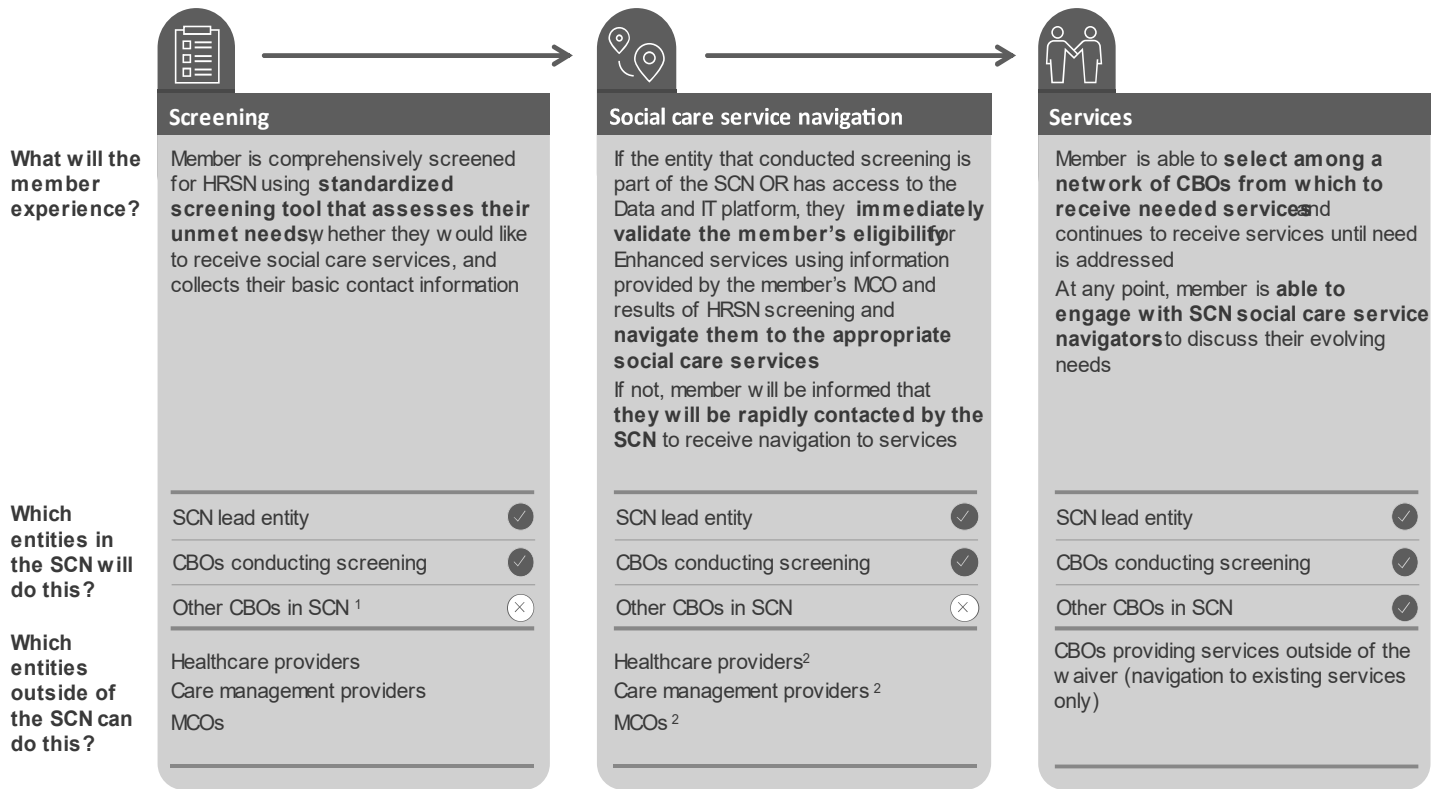 Screening
Social care service navigation
Services
What will the
member
experience?
Member is comprehensively screened
for HRSN using standardized
screening tool that assesses their
unmet needs, whether they would like
to receive social care services, and
collects their basic contact information
If the entity that conducted screening is
part of the SCN OR has access to the
Data and IT platform, they immediately
validate the member's eligibility for
Enhanced services using information
provided by the member's MCO and
results of HRSN screening and
navigate them to the appropriate
social care services
If not, member will be informed that
they will be rapidly contacted by the
SCN to receive navigation to services
Member is able to select among a
network of CBOs from which to
receive needed services and
continues to receive services until need
is addressed
At any point, member is able to
engage with SCN social care service
navigators to discuss their evolving
needs
Which
entities in
the SCN will
do this?
SCN lead entity
CBOs conducting screening
Other CBOs in SCN 1
SCN lead entity
CBOs conducting screening
Other CBOs in SCN
SCN lead entity
CBOs conducting screening
Other CBOs in SCN
Which
entities
outside of
the SCN can
do this?
Healthcare providers
Care management providers
MCOs
Healthcare providers2
Care management providers 2
MCOs 2
CBOs providing services outside of the
waiver (navigation to existing services
only)